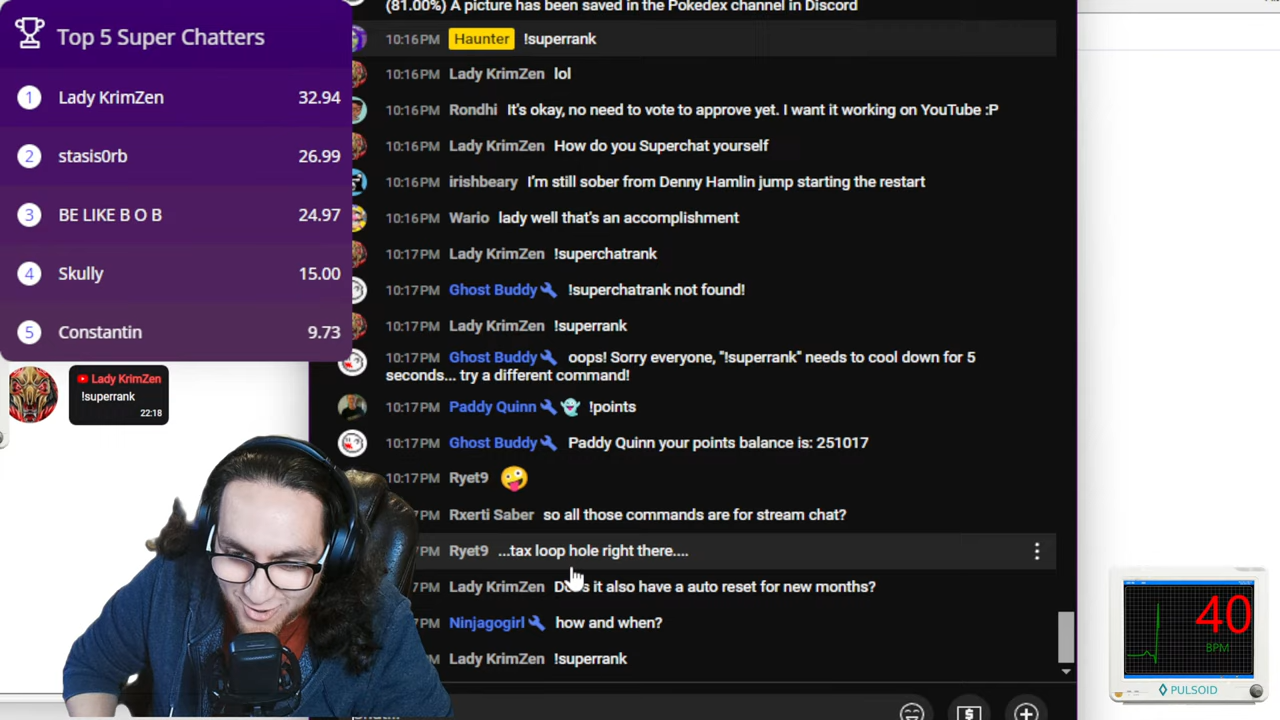 Top 5 Super Chatters
1 Lady KrimZen 32.94
2 stasis0rb 26.99
3 BE LIKE B O B 24.97
4 Skully 15.00
5 Constantin 9.73
Lady KrimZen
!superrank
22:18
(81.00%) A picture has been saved in the Pokedex channel in Discord
10:16PM Haunter !superrank
10:16PM Lady KrimZen lol
10:16PM Rondhi It's okay, no need to vote to approve yet. I want it working on YouTube :P
10:16PM Lady KrimZen How do you Superchat yourself
10:16PM irishbeary I'm still sober from Denny Hamlin jump starting the restart
10:16PM Wario lady well that's an accomplishment
10:17PM Lady KrimZen !superchatrank
10:17PM Ghost Buddy !superchatrank not found!
10:17PM Lady KrimZen !superrank
10:17PM Ghost Buddy oops! Sorry everyone, "!superrank" needs to cool down for 5
seconds... try a different command!
10:17PM Paddy Quinn !points
10:17PM Ghost Buddy Paddy Quinn your points balance is: 251017
10:17PM Ryet9
7PM Rxerti Saber so all those commands are for stream chat?
7PM Ryet9 ...tax loop hole right there....
7PM Lady KrimZen it also have a auto reset for new months?
7PM Ninjagogirl how and when?
M Lady KrimZen !superrank
40
BPM
PULSOID